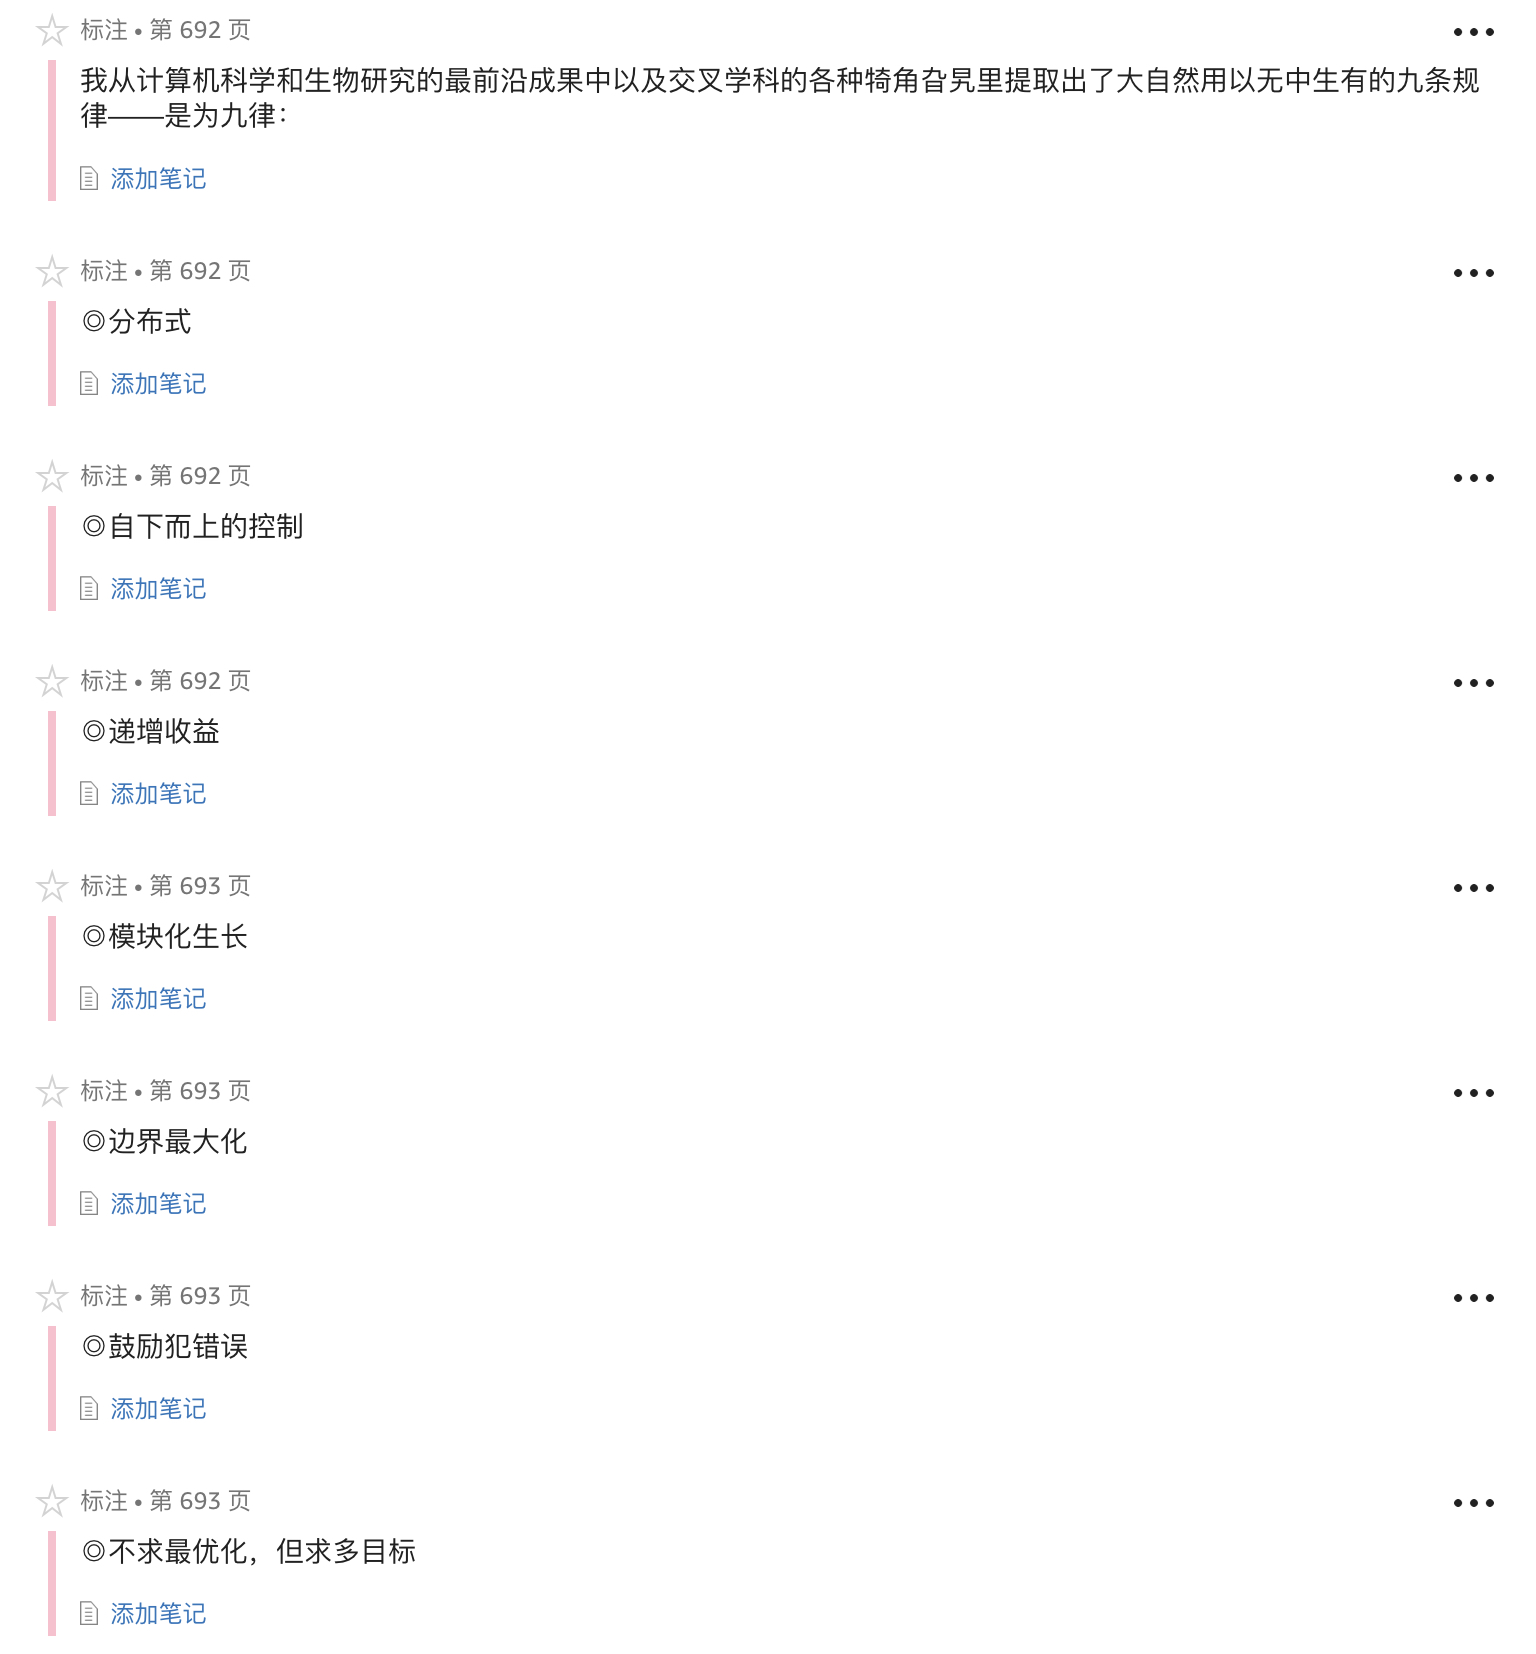 标注 • 第 692 页
我从计算机科学和生物研究的最前沿成果中以及交叉学科的各种犄角旮旯里提取出了大自然用以无中生有的九条规
律——是为九律：
添加笔记
标注 • 第 692 页
◎分布式
添加笔记
标注 • 第 692 页
◎自下而上的控制
添加笔记
标注 • 第 692 页
◎递增收益
添加笔记
标注 • 第 693 页
◎模块化生长
添加笔记
标注 • 第 693 页
◎边界最大化
添加笔记
标注 • 第 693 页
◎鼓励犯错误
添加笔记
标注 • 第 693 页
◎不求最优化，但求多目标
添加笔记